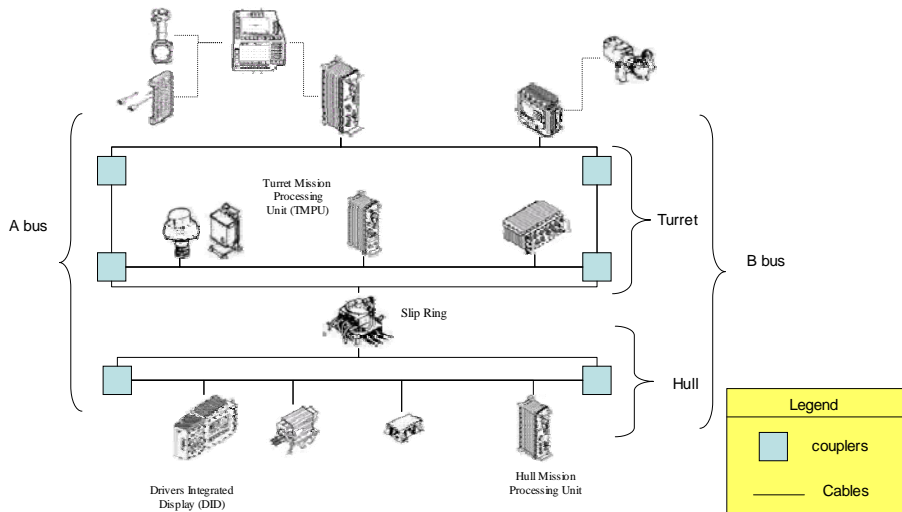 Turret Mission
Processing
Unit (TMPU)
A bus
Turret
B bus
Slip Ring
Hull
Legend
couplers
Cables
Hull Mission
Processing Unit
Drivers Integrated
Display (DID)